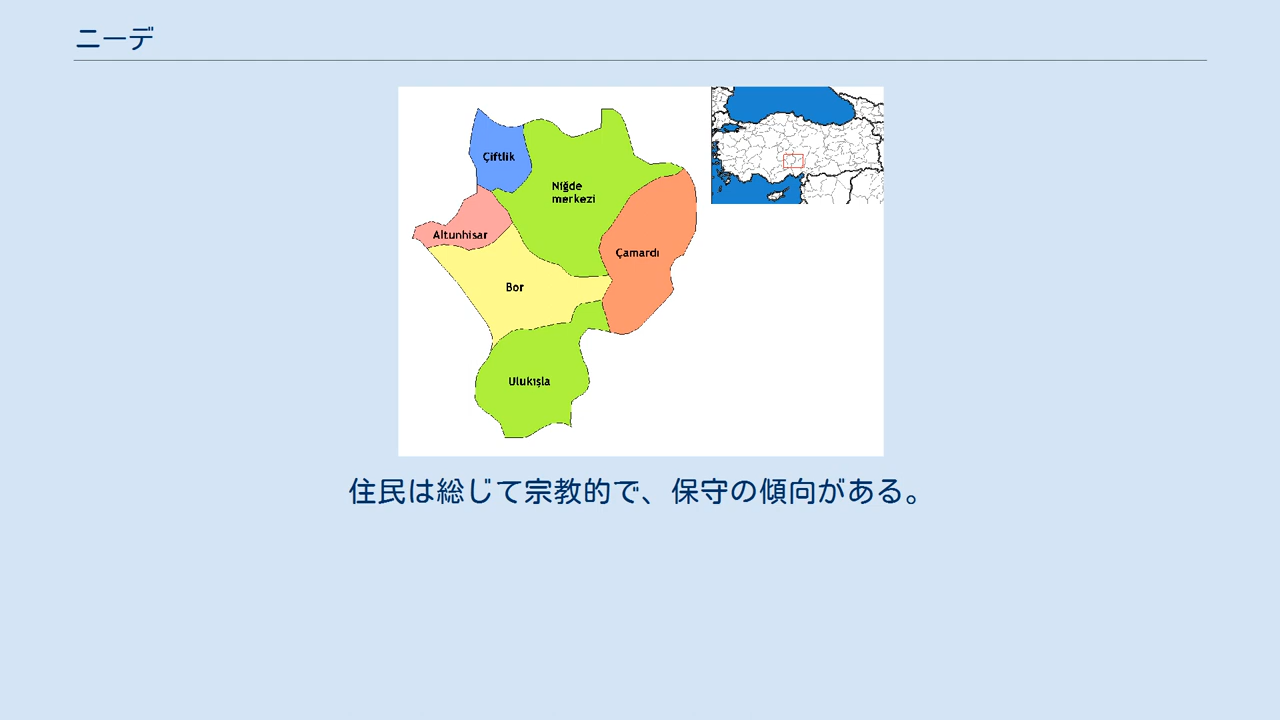 ニーデ
Çiftlik
Niğde
merkezi
Altunhisar
Çamardı
Bor
Ulukışla
住民は総じて宗教的で、保守の傾向がある。